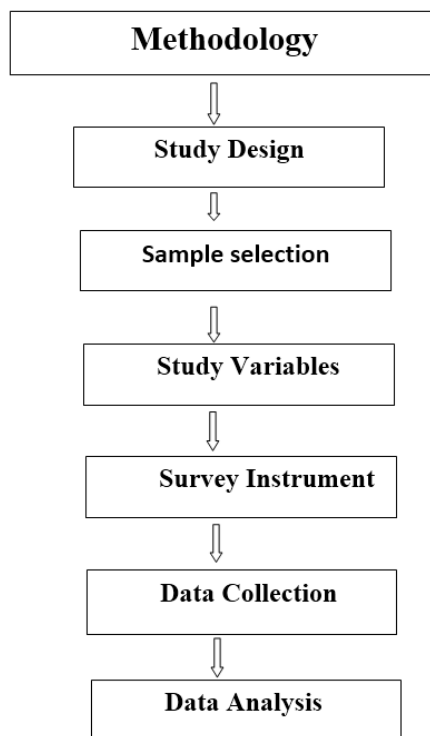 Methodology
Study Design
Sample selection
Study Variables
Survey Instrument
Data Collection
Data Analysis